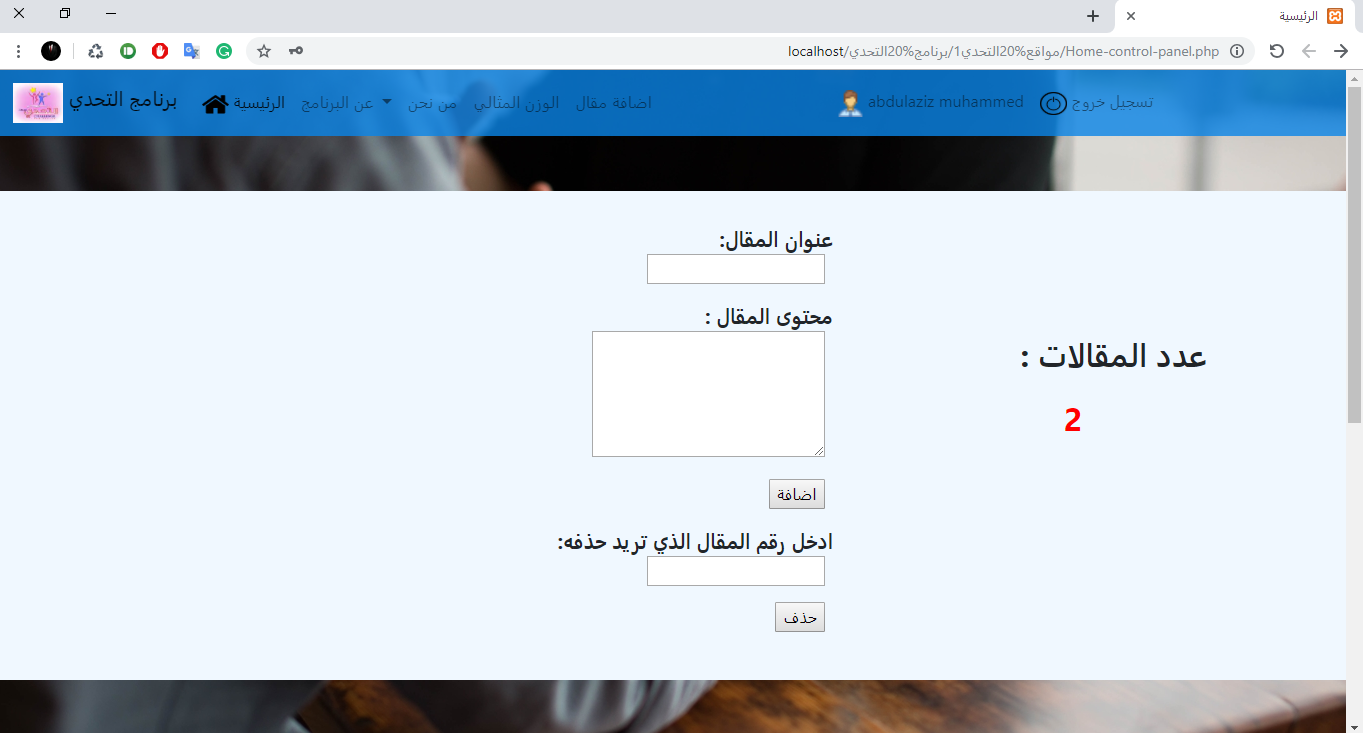 الرئيسية
localhost/مواقع%20التحدي1/برنامج%20التحدي/Home-control-panel.php
برنامج التحدي
الرئيسية
عن البرنامج
من نحن
الوزن المثالي
اضافة مقال
abdulaziz muhammed
تسجيل خروج
عنوان المقال:
محتوى المقال :
عدد المقالات :
2
اضافة
ادخل رقم المقال الذي تريد حذفه:
حذف